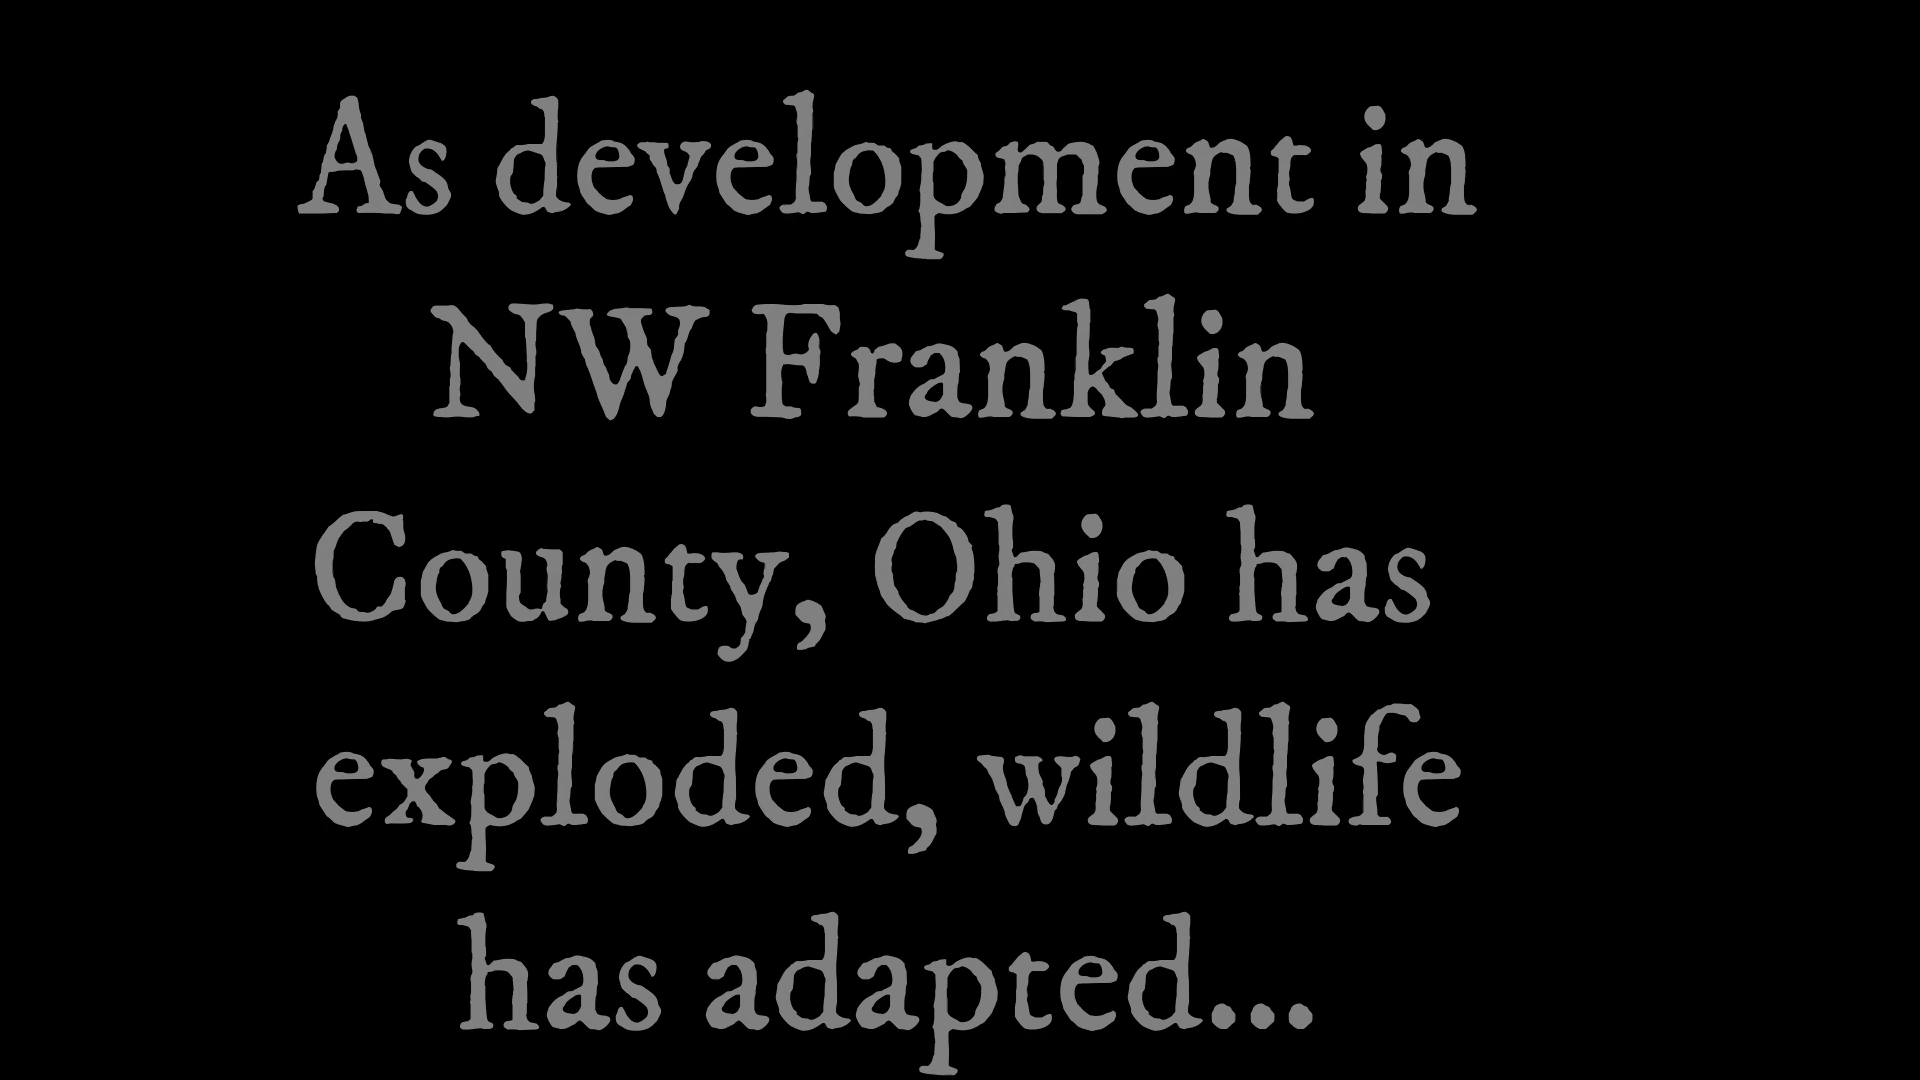 As development in
NW Franklin
County, Ohio has
exploded, wildlife
has adapted...